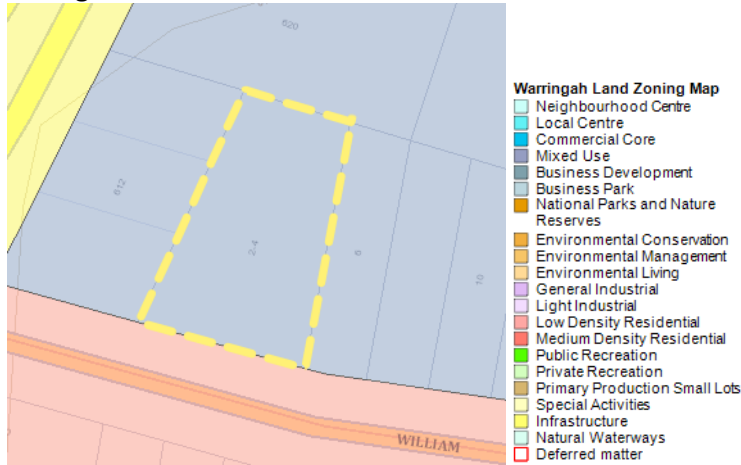 620
612
2-4
6
10
WILLIAM
Warringah Land Zoning Map
Neighbourhood Centre
Local Centre
Commercial Core
Mixed Use
Business Development
Business Park
National Parks and Nature
Reserves
Environmental Conservation
Environmental Management
Environmental Living
General Industrial
Light Industrial
Low Density Residential
Medium Density Residential
Public Recreation
Private Recreation
Primary Production Small Lots
Special Activities
Infrastructure
Natural Waterways
Deferred matter